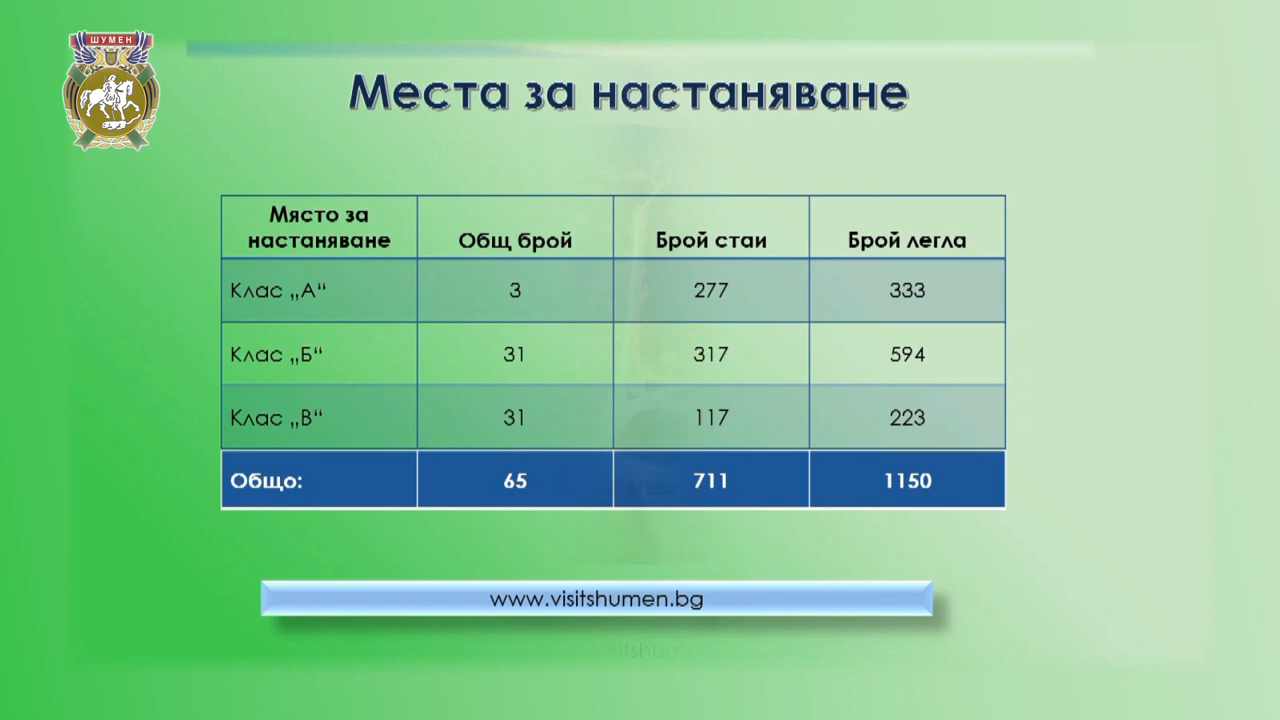 ШУМЕН
Места за настаняване
Място за
настаняване
Общ брой
Брой стаи
Брой легла
Клас „А“
3
277
333
Клас „Б“
31
317
594
Клас „В“
31
117
223
Общо:
65
711
1150
www.visitshumen.bg